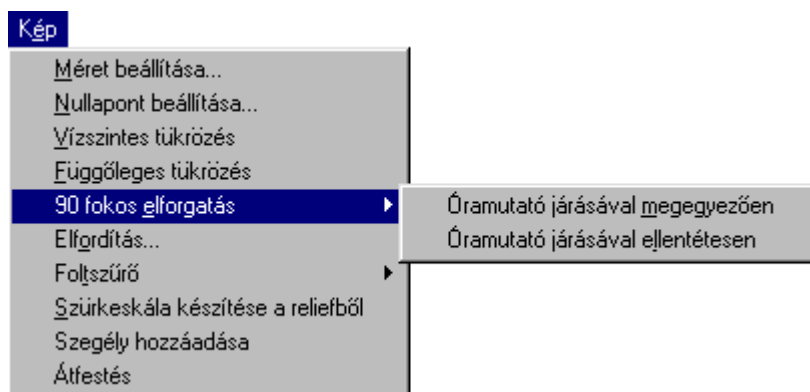 Kép
Méret beállítása...
Nullapont beállítása...
Vízszintes tükrözés
Függőleges tükrözés
90 fokos elforgatás
Óramutató járásával megegyezően
Elfordítás...
Óramutató járásával ellentétesen
Foltszűrő
Szürkeskála készítése a reliefből
Szegély hozzáadása
Átfestés